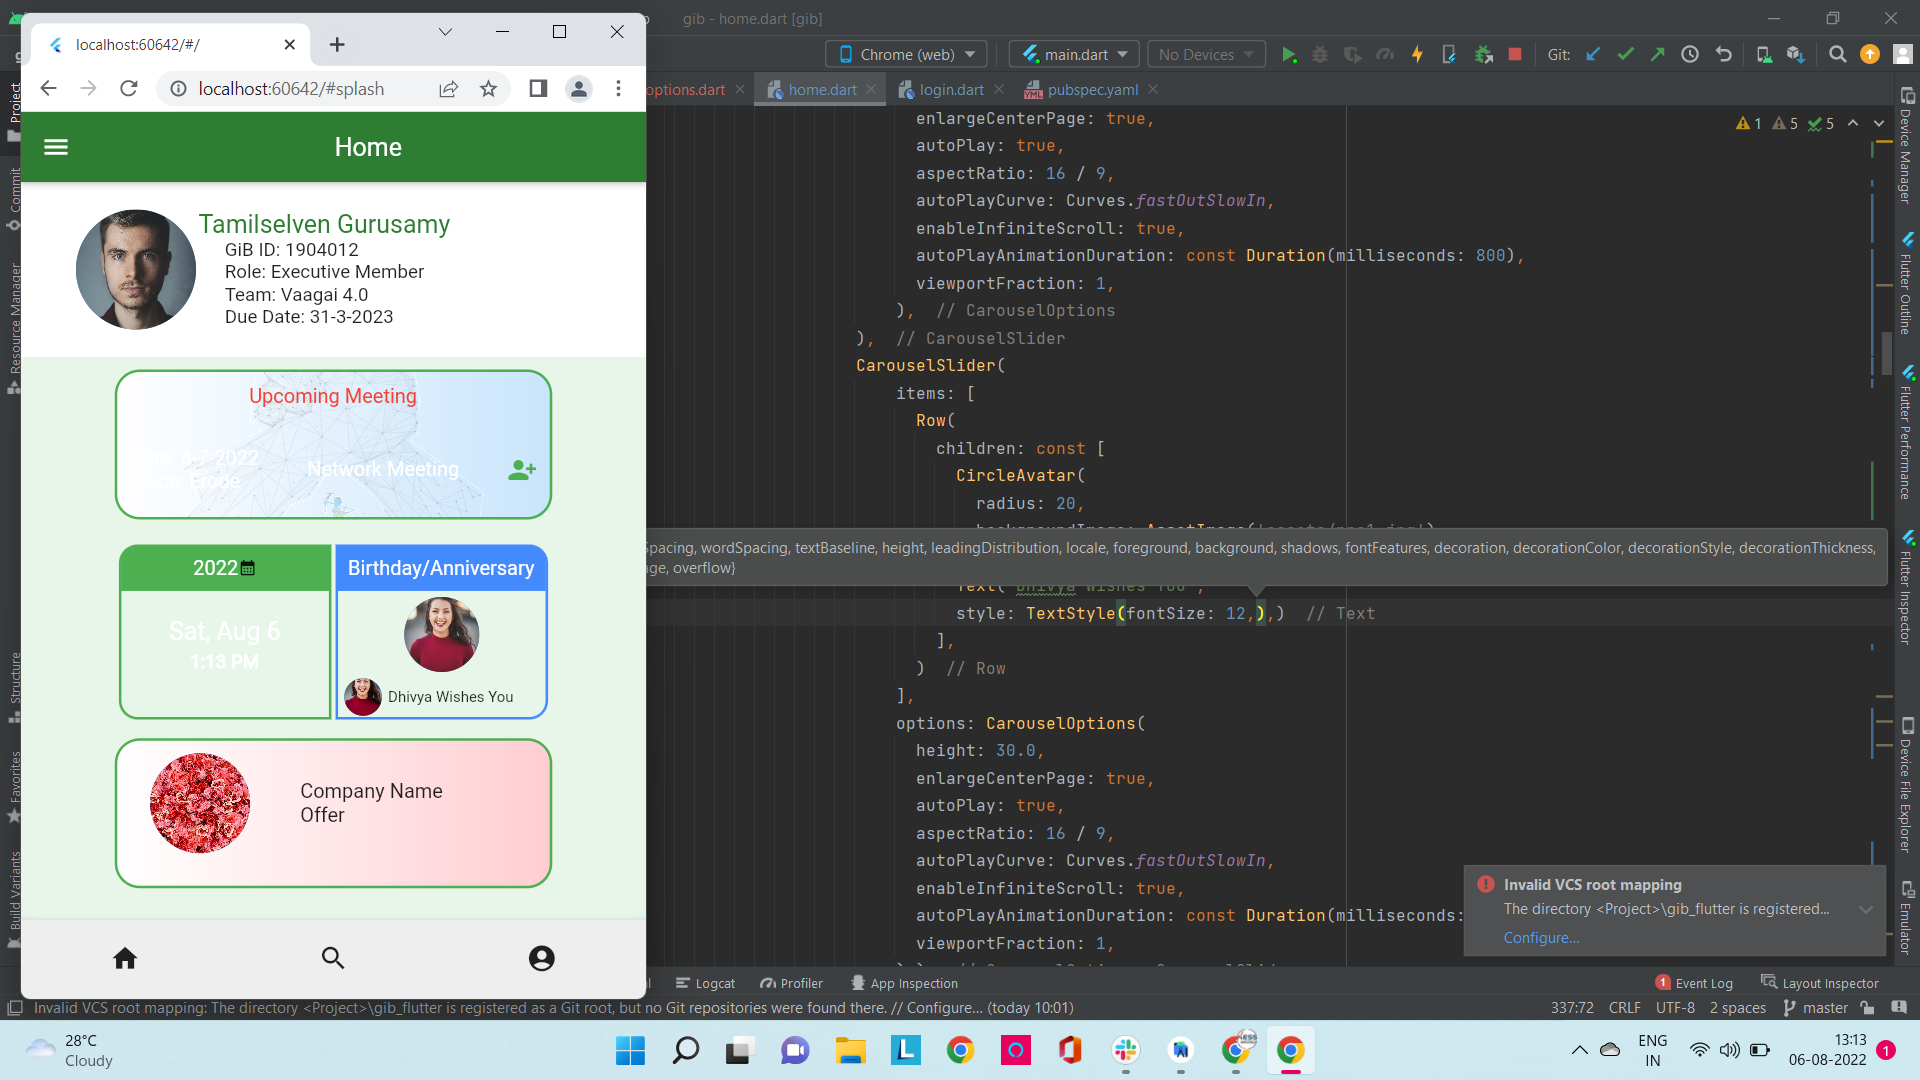 localhost:60642/#/
localhost:60642/#splash
Home
Tamilselven Gurusamy
GiB ID: 1904012
Role: Executive Member
Team: Vaagai 4.0
Due Date: 31-3-2023
Upcoming Meeting
Date: 4-7-2022
Network Meeting
Place: Erode
2022
Birthday/Anniversary
Sat, Aug 6
1:13 PM
Dhivya Wishes You
Company Name
Offer
gib - home.dart [gib]
Chrome (web)
main.dart
No Devices
Git:
options.dart
home.dart
login.dart
pubspec.yaml
1 5 5
enlargeCenterPage: true,
autoPlay: true,
aspectRatio: 16 / 9,
autoPlayCurve: Curves.fastOutSlowIn,
enableInfiniteScroll: true,
autoPlayAnimationDuration: const Duration(milliseconds: 800),
viewportFraction: 1,
), // CarouselOptions
), // CarouselSlider
CarouselSlider(
items: [
Row(
children: const [
CircleAvatar(
radius: 20,
spacing, wordSpacing, textBaseline, height, leadingDistribution, locale, foreground, background, shadows, fontFeatures, decoration, decorationColor, decorationStyle, decorationThickness,
age, overflow}
style: TextStyle(fontSize: 12,),) // Text
],
) // Row
],
options: CarouselOptions(
height: 30.0,
enlargeCenterPage: true,
autoPlay: true,
aspectRatio: 16 / 9,
autoPlayCurve: Curves.fastOutSlowIn,
enableInfiniteScroll: true,
autoPlayAnimationDuration: const Duration(milliseconds:
viewportFraction: 1,
Project
Commit
Resource Manager
Structure
Favorites
Build Variants
Device Manager
Flutter Outline
Flutter Performance
Flutter Inspector
Device File Explorer
Emulator
Invalid VCS root mapping
The directory <Project>\gib_flutter is registered...
Configure...
Logcat
Profiler
App Inspection
1 Event Log
Layout Inspector
Invalid VCS root mapping: The directory <Project>\gib_flutter is registered as a Git root, but no Git repositories were found there. // Configure... (today 10:01)
337:72 CRLF UTF-8 2 spaces master
28°C
Cloudy
ENG
IN
13:13
06-08-2022
1